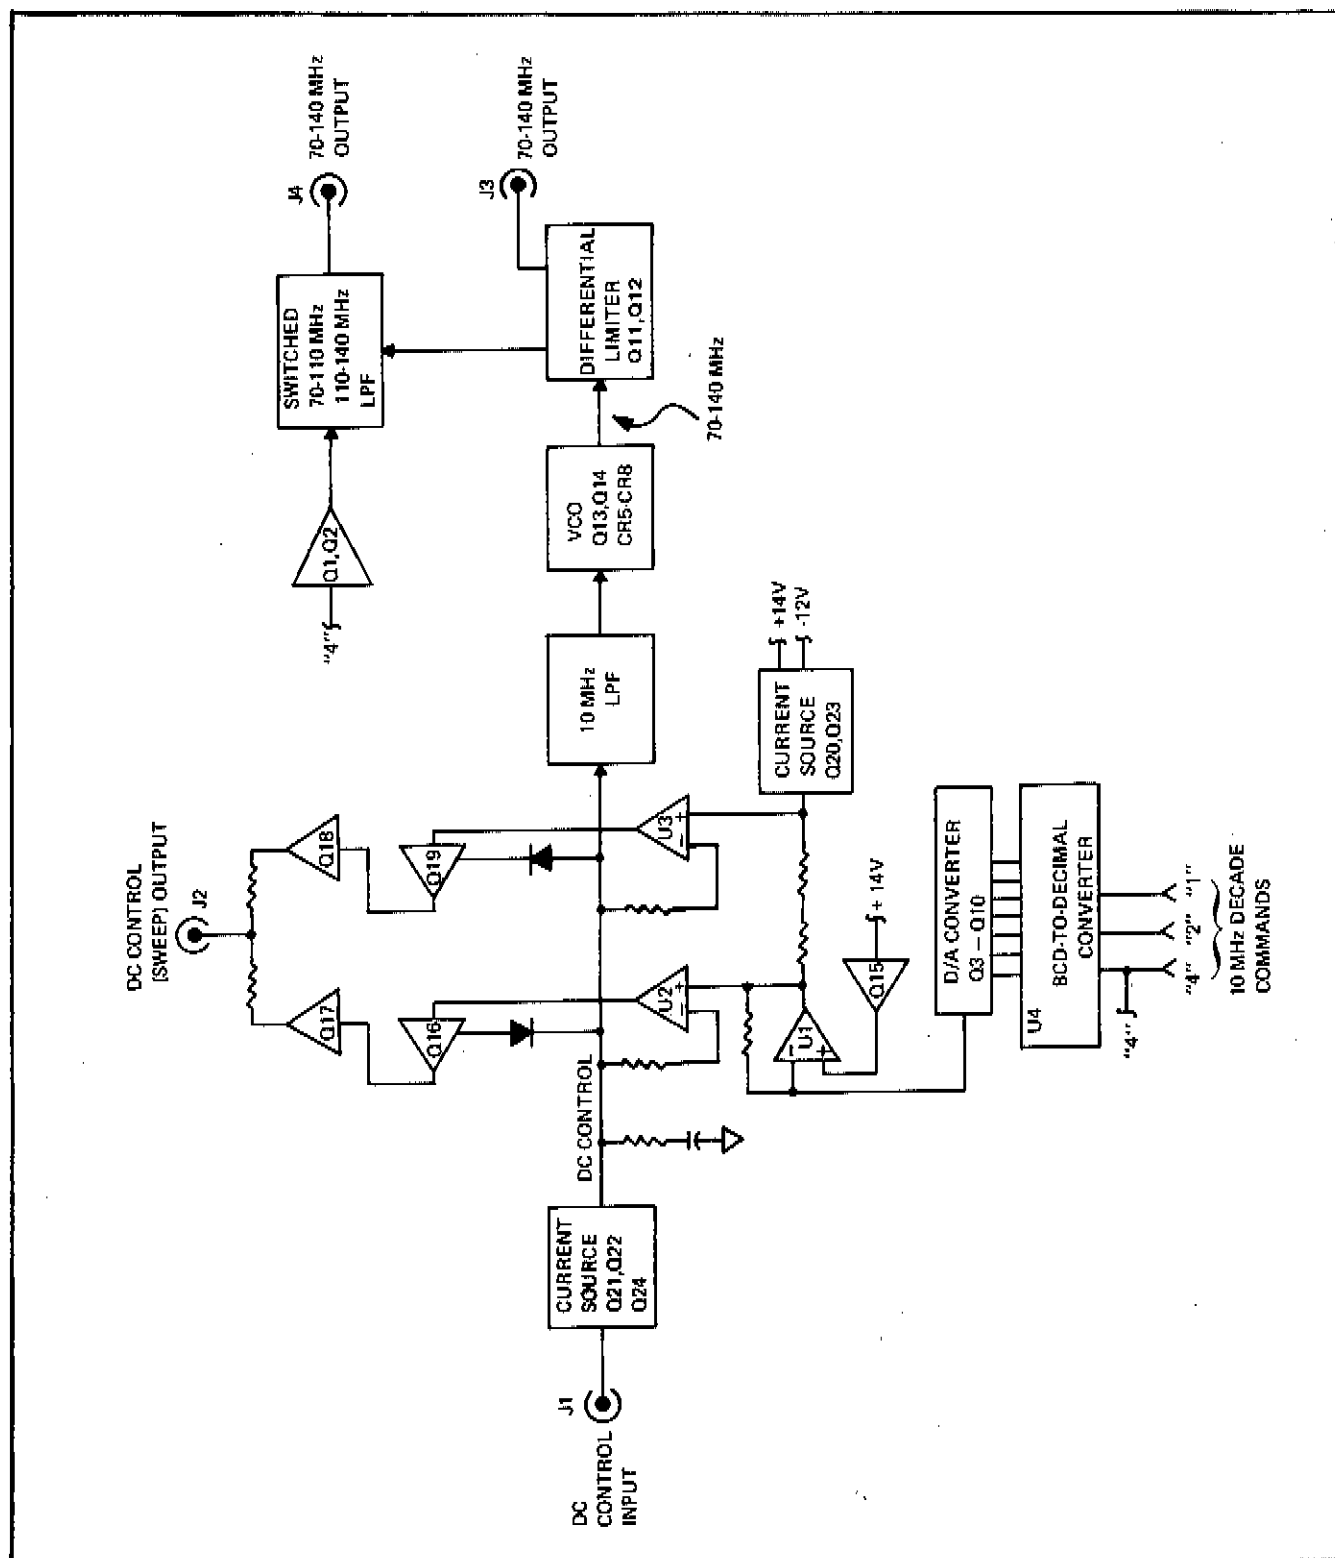 DC CONTROL
(SWEEP) OUTPUT
J2
Q17
Q18
Q16
Q19
"4"
Q1,Q2
SWITCHED
70-110 MHz
110-140 MHz
LPF
J4
70-140 MHz
OUTPUT
DC
CONTROL
INPUT
J1
CURRENT
SOURCE
Q21,Q22
Q24
DC CONTROL
U2
- +
U3
- +
10 MHz
LPF
VCO
Q13,Q14
CR5-CR8
70-140 MHz
DIFFERENTIAL
LIMITER
Q11,Q12
J3
70-140 MHz
OUTPUT
U1
- +
Q15
+ 14V
CURRENT
SOURCE
Q20,Q23
+14V
-12V
D/A CONVERTER
Q3 – Q10
U4
BCD-TO-DECIMAL
CONVERTER
"4"
"4" "2" "1"
10 MHz DECADE
COMMANDS